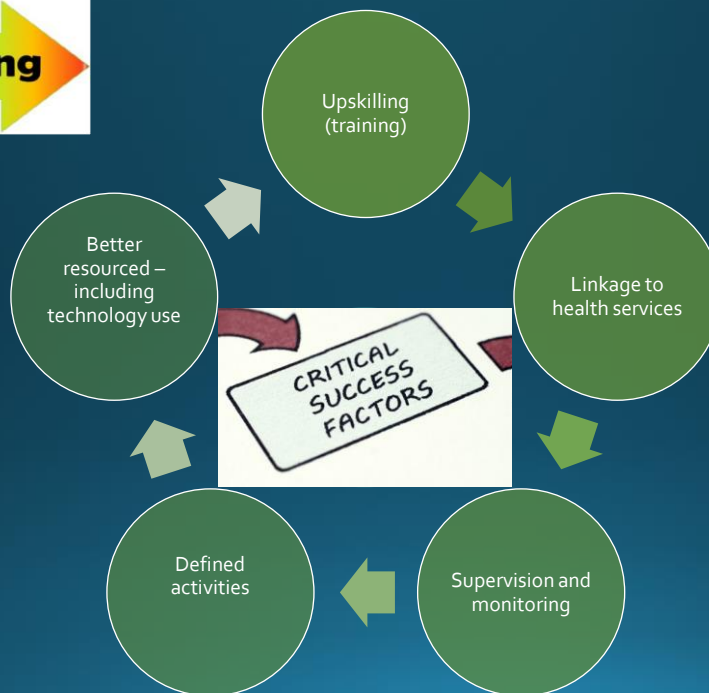 Upskilling
(training)
Linkage to
health services
Supervision and
monitoring
Defined
activities
Better
resourced –
including
technology use
CRITICAL
SUCCESS
FACTORS